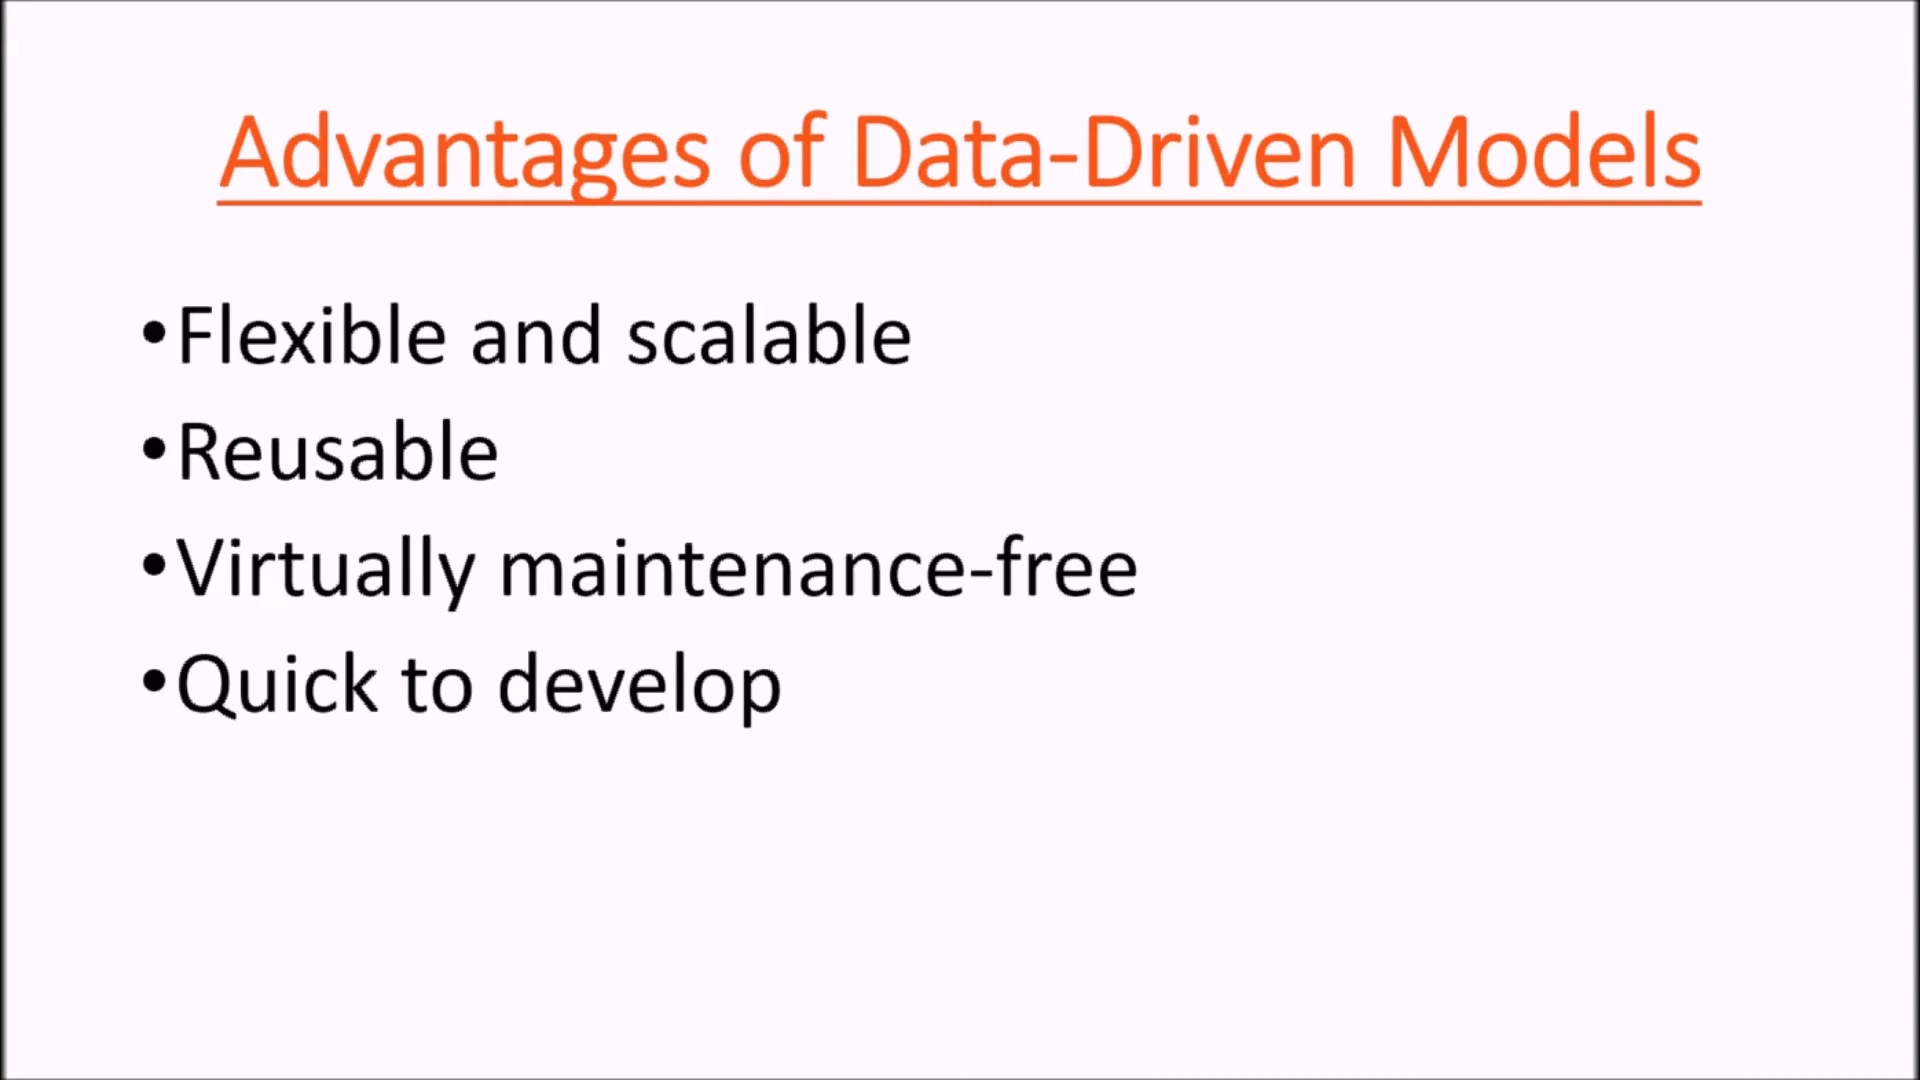 Advantages of Data-Driven Models
•Flexible and scalable
•Reusable
•Virtually maintenance-free
•Quick to develop